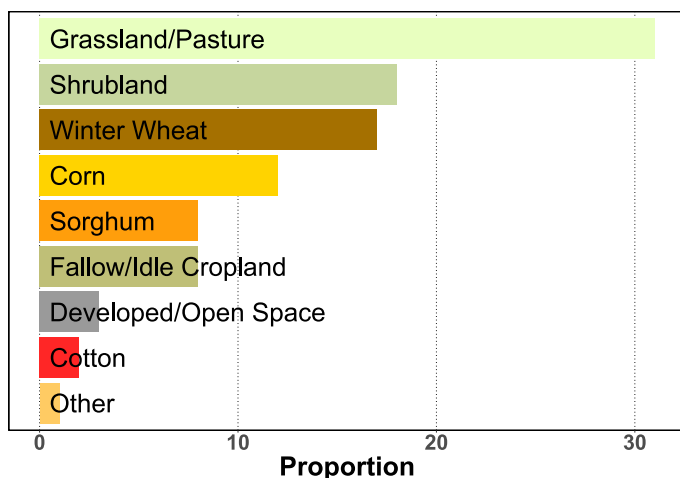 Grassland/Pasture
Shrubland
Winter Wheat
Corn
Sorghum
Fallow/Idle Cropland
Developed/Open Space
Cotton
Other
0 10 20 30
Proportion